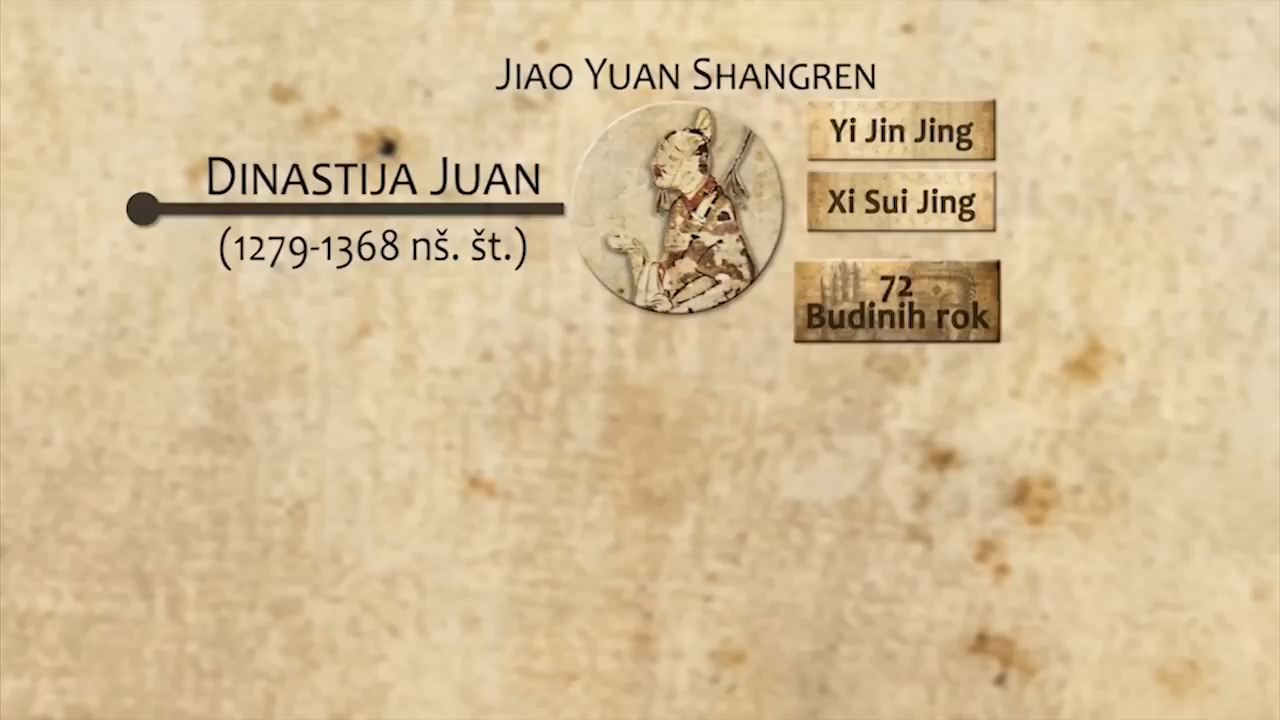 Jiao Yuan Shangren
Yi Jin Jing
Dinastija Juan
Xi Sui Jing
(1279-1368 nš. št.)
72
Budinih rok